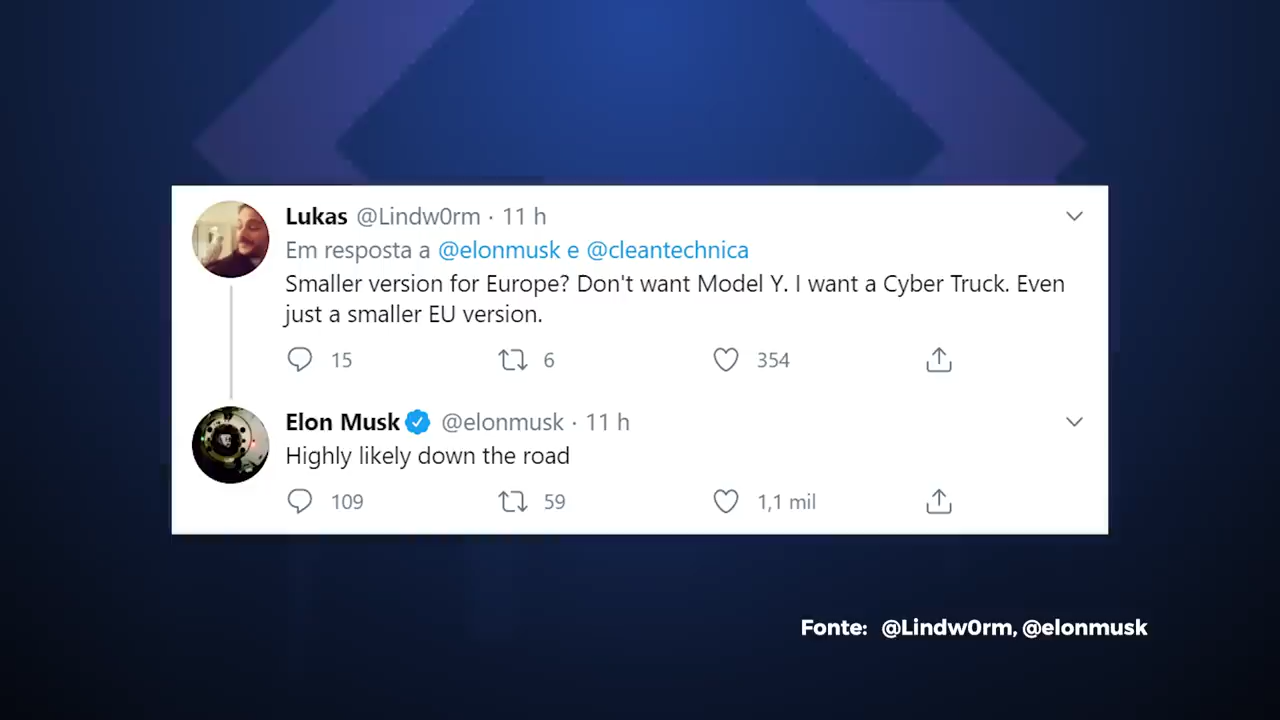 Lukas @Lindw0rm · 11 h
Em resposta a @elonmusk e @cleantechnica
Smaller version for Europe? Don't want Model Y. I want a Cyber Truck. Even
just a smaller EU version.
15 6 354
Elon Musk @elonmusk · 11 h
Highly likely down the road
109 59 1,1 mil
Fonte: @Lindw0rm, @elonmusk